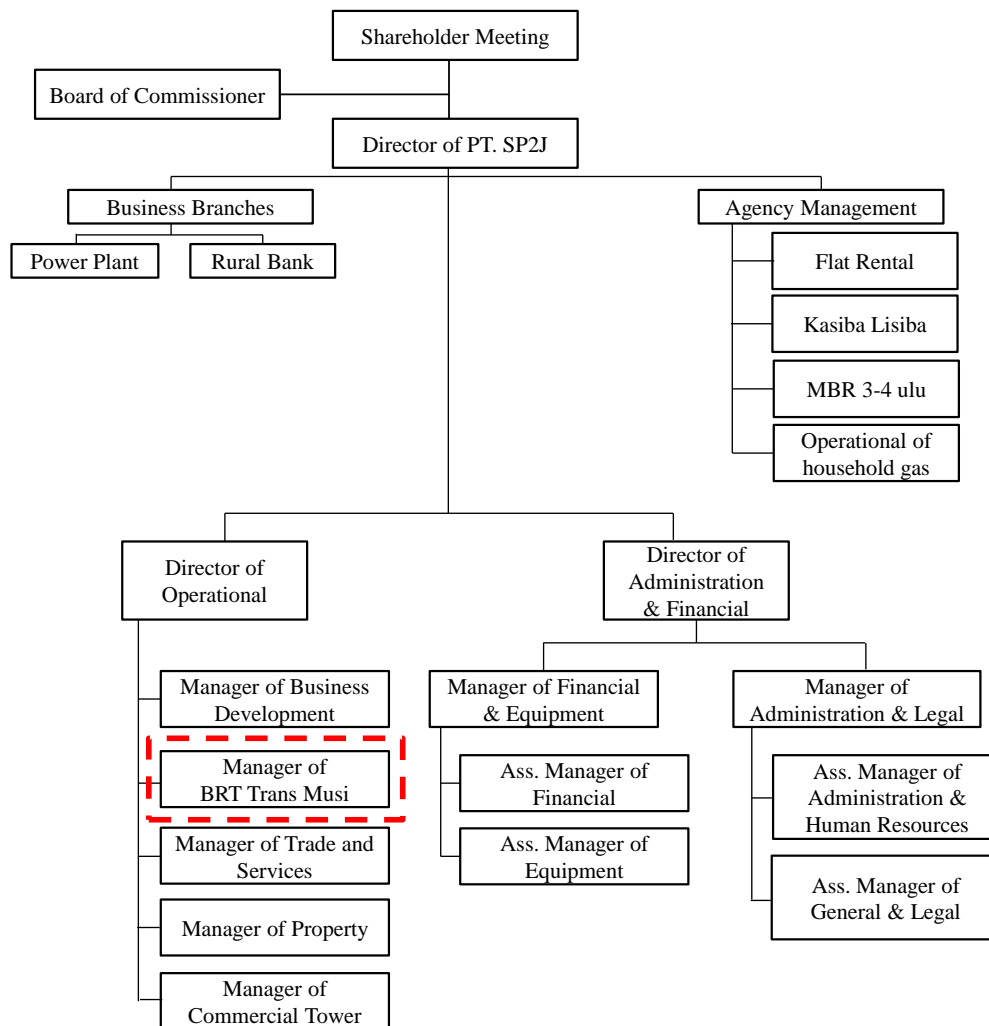 Shareholder Meeting
Board of Commissioner
Director of PT. SP2J
Business Branches
Power Plant
Rural Bank
Agency Management
Flat Rental
Kasiba Lisiba
MBR 3-4 ulu
Operational of
household gas
Director of
Operational
Manager of Business
Development
Manager of
BRT Trans Musi
Manager of Trade and
Services
Manager of Property
Manager of
Commercial Tower
Director of
Administration
& Financial
Manager of Financial
& Equipment
Ass. Manager of
Financial
Ass. Manager of
Equipment
Manager of
Administration & Legal
Ass. Manager of
Administration &
Human Resources
Ass. Manager of
General & Legal